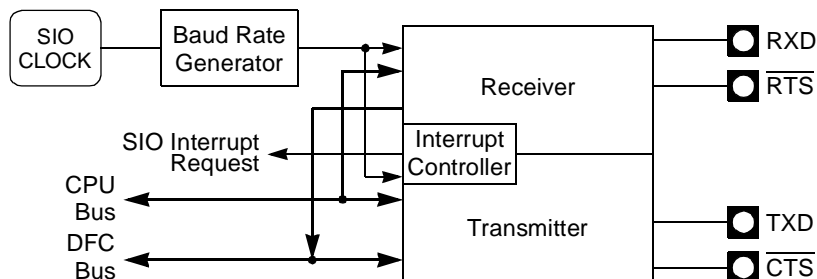 SIO
CLOCK
Baud Rate
Generator
Receiver
RXD
RTS
SIO Interrupt
Request
Interrupt
Controller
CPU
Bus
Transmitter
TXD
DFC
Bus
CTS